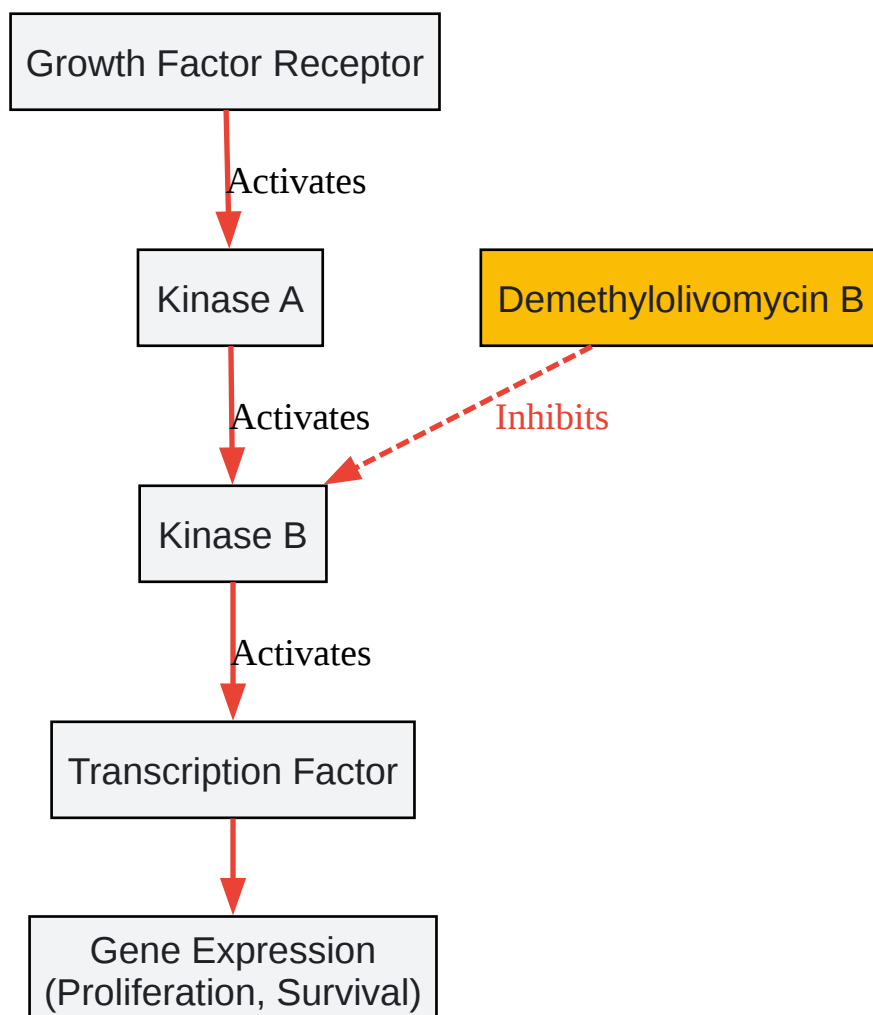 Growth Factor Receptor
Activates
Kinase A
Demethylolivomycin B
Activates
Inhibits
Kinase B
Activates
Transcription Factor
Gene Expression
(Proliferation, Survival)